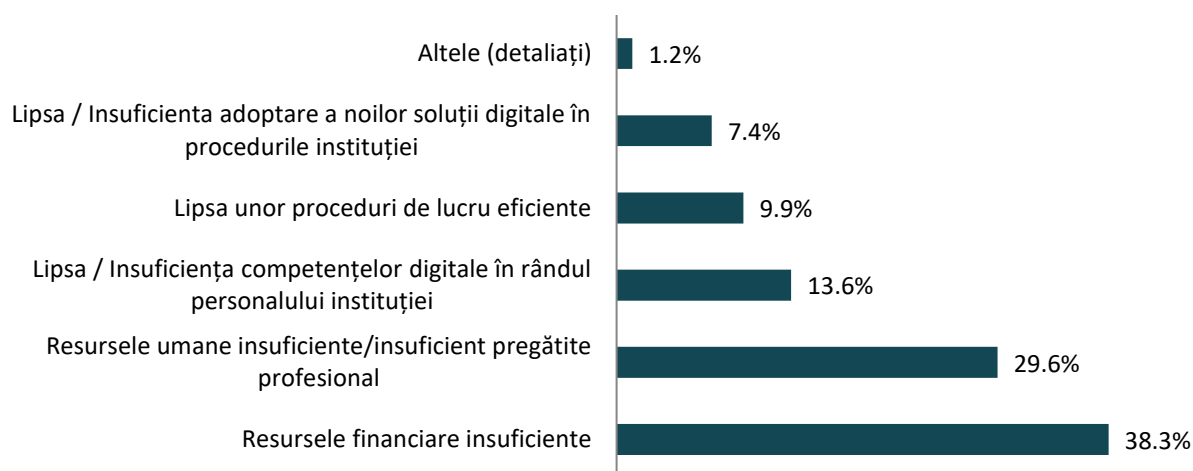 Altele (detaliați)
1.2%
Lipsa / Insuficienta adoptare a noilor soluții digitale în
procedurile instituției
7.4%
Lipsa unor proceduri de lucru eficiente
9.9%
Lipsa / Insuficiența competențelor digitale în rândul
personalului instituției
13.6%
Resursele umane insuficiente/insuficient pregătite
profesional
29.6%
Resursele financiare insuficiente
38.3%